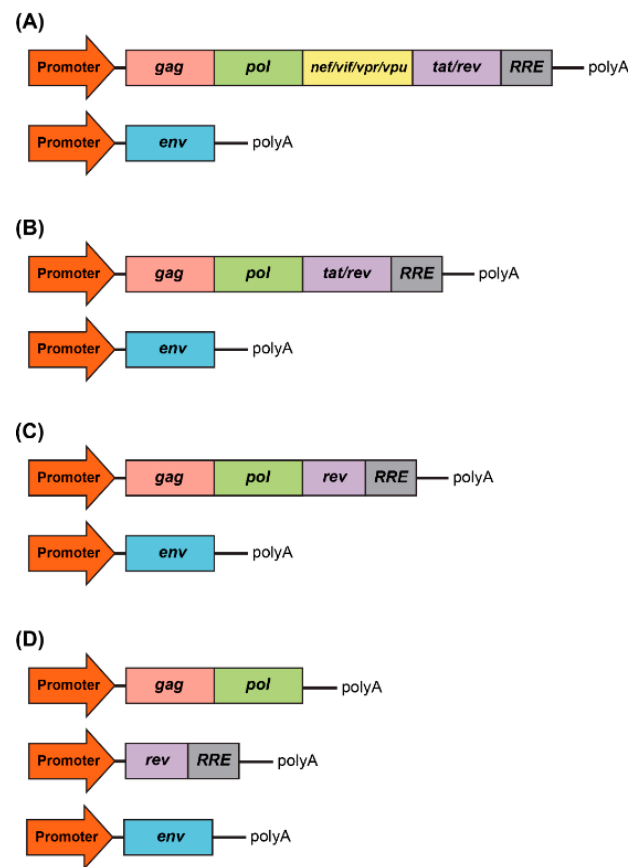 (A)
Promoter gag pol nef/vif/vpr/vpu tat/rev RRE polyA
Promoter env polyA
(B)
Promoter gag pol tat/rev RRE polyA
Promoter env polyA
(C)
Promoter gag pol rev RRE polyA
Promoter env polyA
(D)
Promoter gag pol polyA
Promoter rev RRE polyA
Promoter env polyA